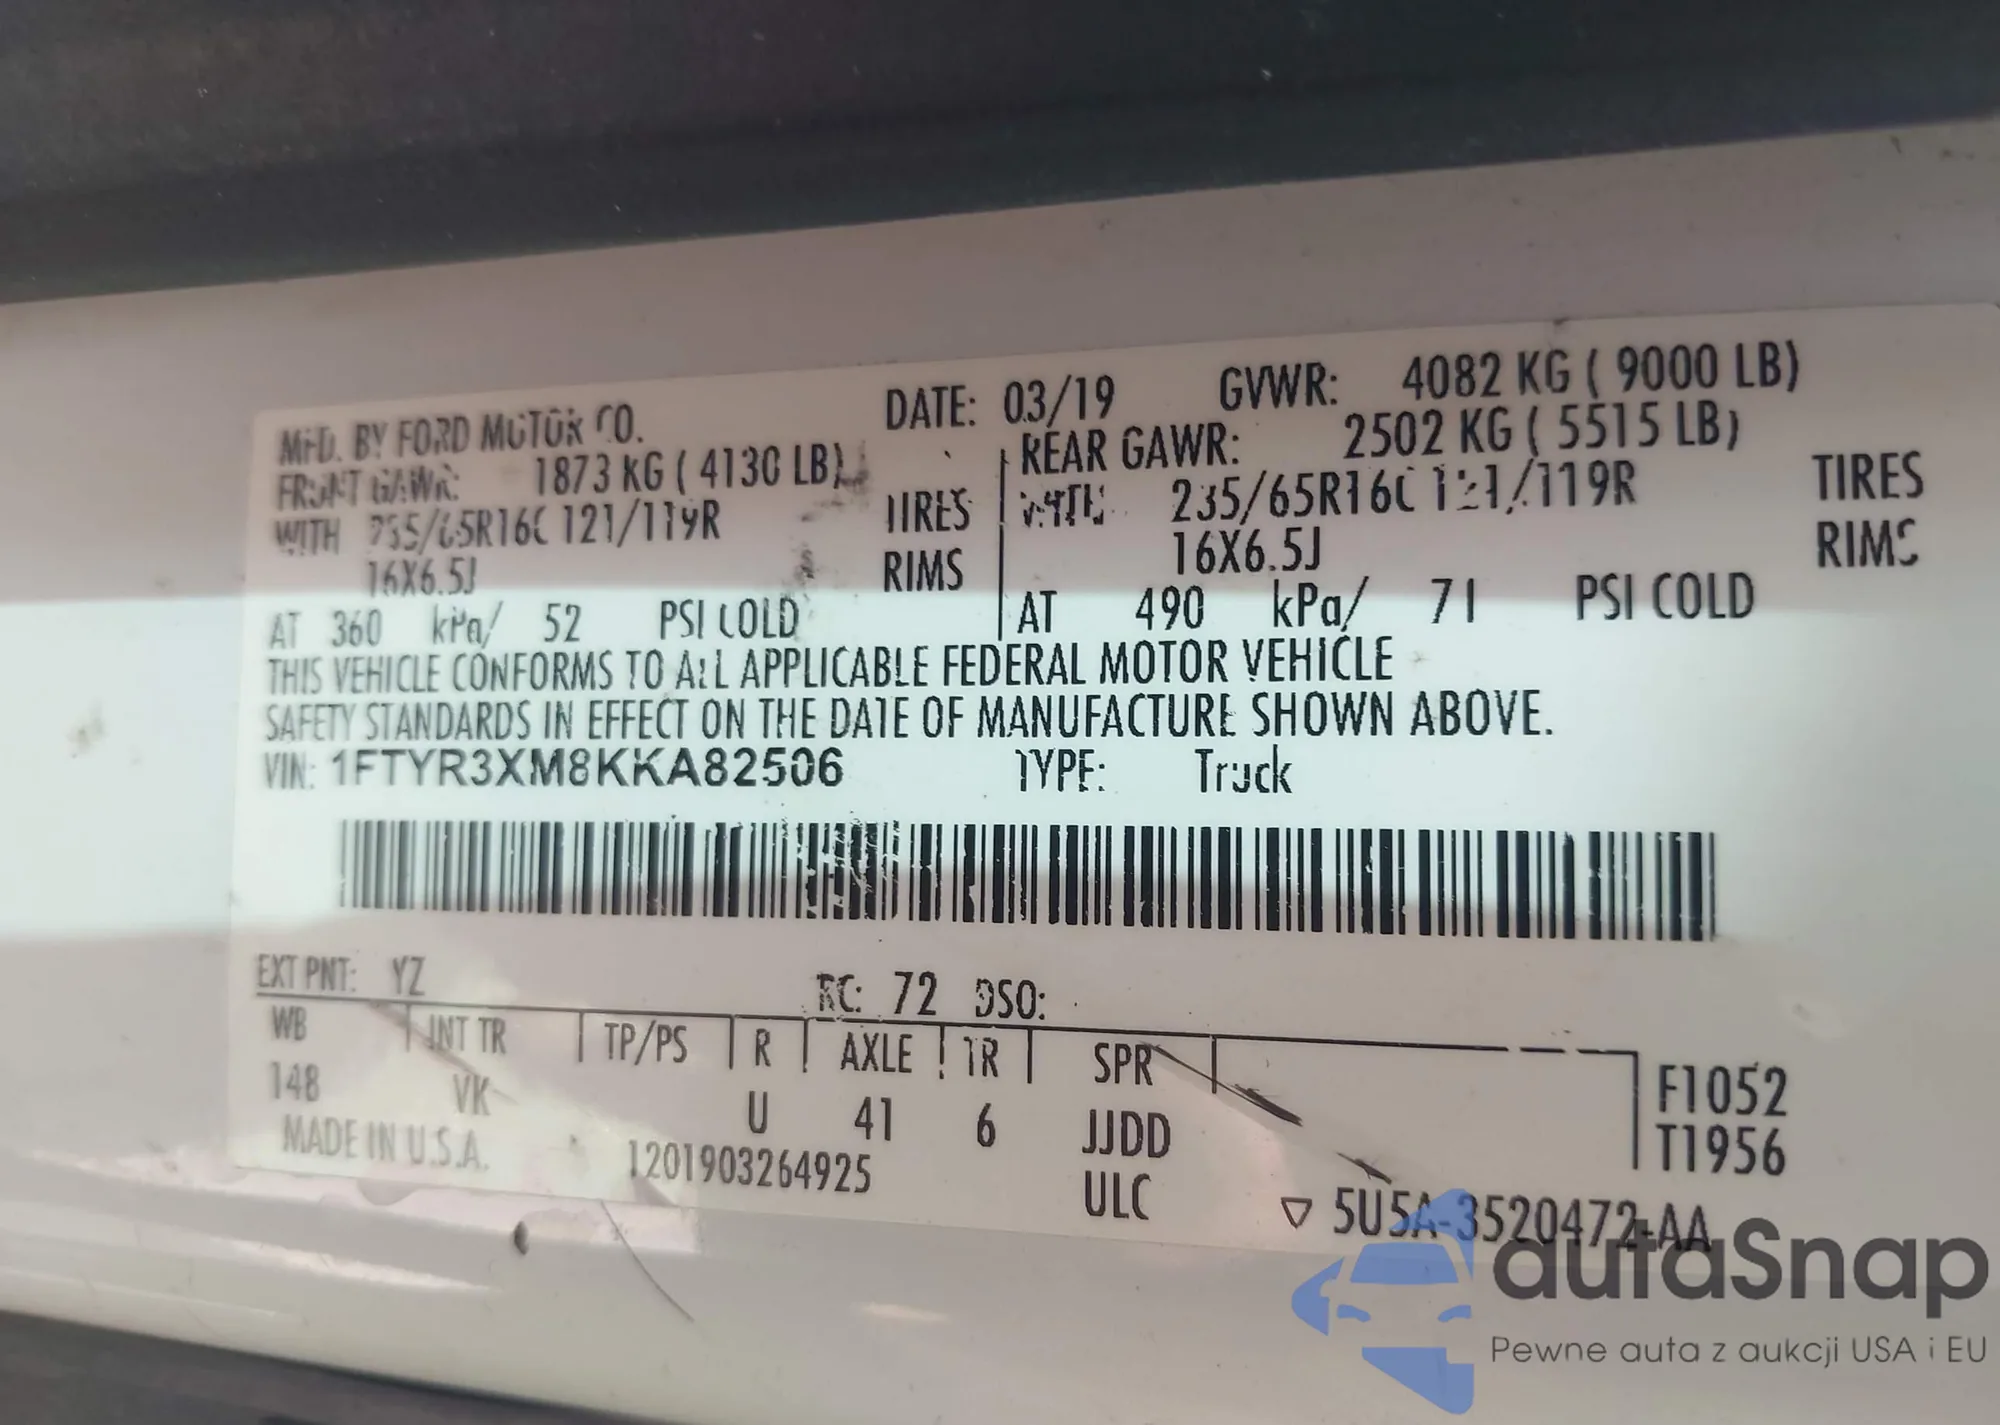 MFD. BY FORD MOTOR CO.
DATE: 03/19
GVWR: 4082 KG ( 9000 LB)
FRONT GAWR: 1873 KG ( 4130 LB)
REAR GAWR: 2502 KG ( 5515 LB)
WITH 235/65R16C 121/119R TIRES
WITH 235/65R16C 121/119R TIRES
16X6.5J RIMS
16X6.5J RIMS
AT 360 kPa/ 52 PSI COLD
AT 490 kPa/ 71 PSI COLD
THIS VEHICLE CONFORMS TO ALL APPLICABLE FEDERAL MOTOR VEHICLE
SAFETY STANDARDS IN EFFECT ON THE DATE OF MANUFACTURE SHOWN ABOVE.
VIN: 1FTYR3XM8KKA82506 TYPE: Truck
EXT PNT: YZ RC: 72 DSO:
WB INT TR TP/PS R AXLE TR SPR
148 VK U 41 6 JJDD
F1052
T1956
MADE IN U.S.A. 1201903264925 ULC
▽ 5U5A-3520472-AA
autaSnap
Pewne auta z aukcji USA i EU